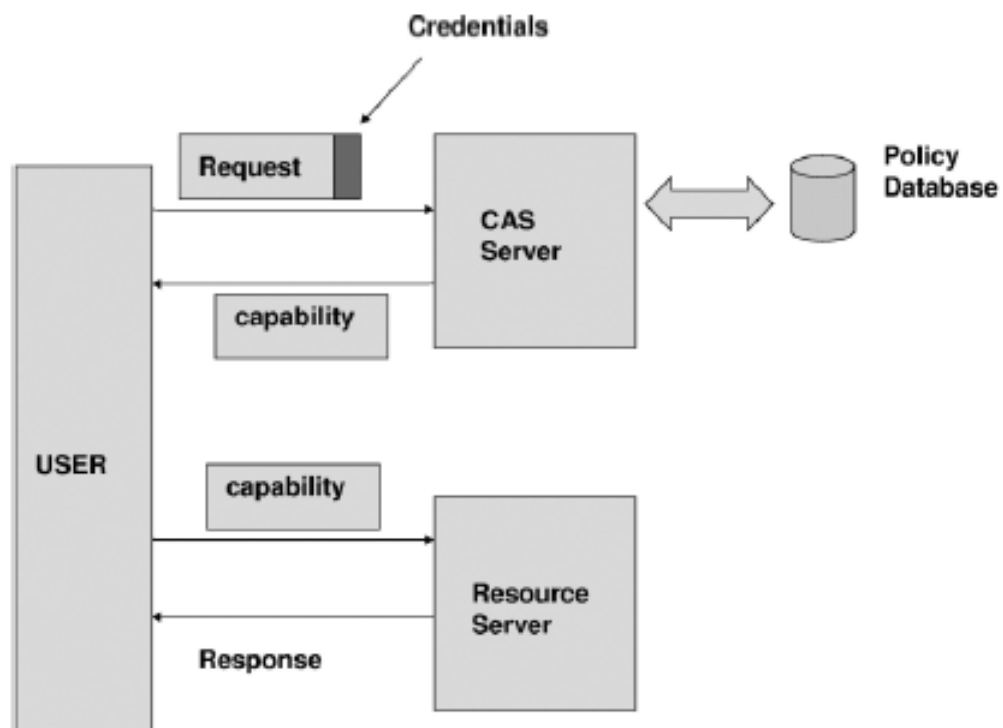 Credentials
Request
Policy
Database
CAS
Server
capability
USER
capability
Resource
Server
Response